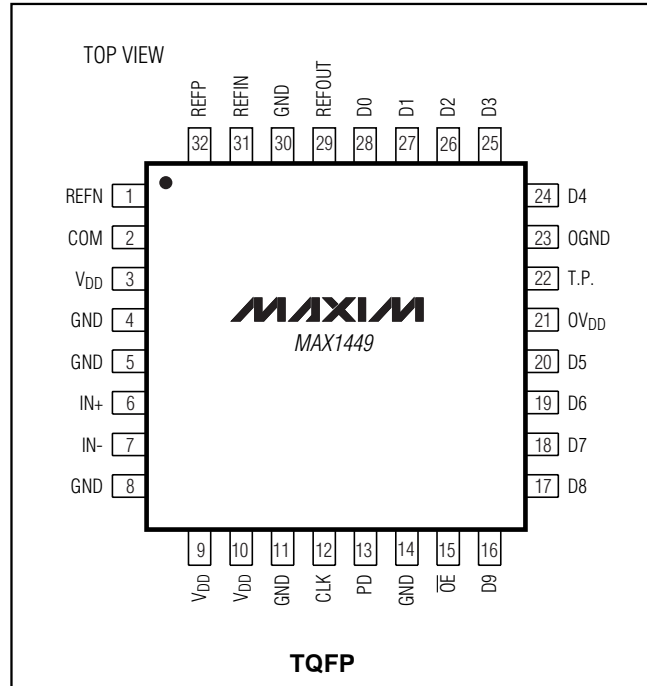 TOP VIEW
REFP
REFIN
GND
REFOUT
D0
D1
D2
D3
32
31
30
29
28
27
26
25
REFN 1
COM 2
VDD 3
GND 4
GND 5
IN+ 6
IN- 7
GND 8
MAXIM
MAX1449
24 D4
23 OGND
22 T.P.
21 OVDD
20 D5
19 D6
18 D7
17 D8
9
10
11
12
13
14
15
16
VDD
VDD
GND
CLK
PD
GND
O̅E̅
D9
TQFP